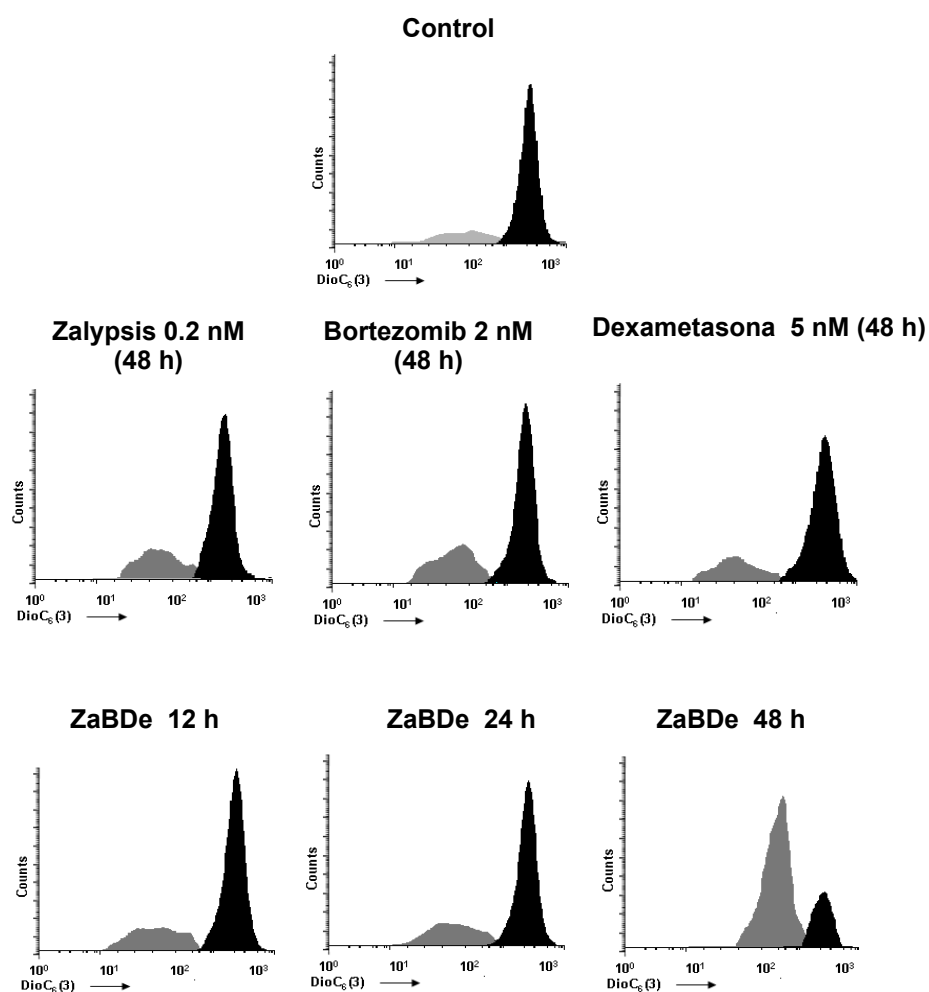 Control
Counts
10⁰ 10¹ 10² 10³
DioC₆(3)
Zalypsis 0.2 nM
(48 h)
Bortezomib 2 nM
(48 h)
Dexametasona 5 nM (48 h)
Counts
10⁰ 10¹ 10² 10³
DioC₆(3)
Counts
10⁰ 10¹ 10² 10³
DioC₆(3)
Counts
10⁰ 10¹ 10² 10³
DioC₆(3)
ZaBDe 12 h
ZaBDe 24 h
ZaBDe 48 h
Counts
10⁰ 10¹ 10² 10³
DioC₆(3)
Counts
10⁰ 10¹ 10² 10³
DioC₆(3)
Counts
10⁰ 10¹ 10² 10³
DioC₆(3)